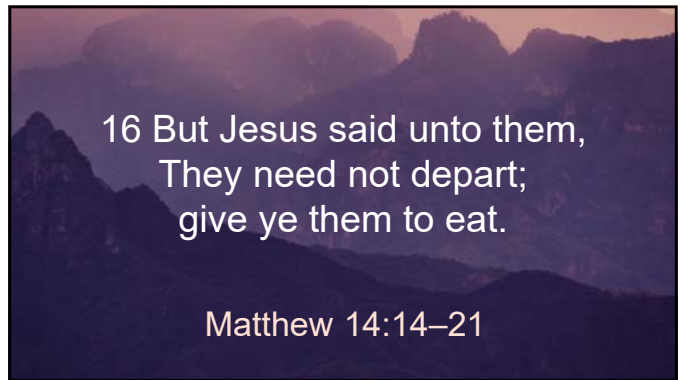 16 But Jesus said unto them,
They need not depart;
give ye them to eat.
Matthew 14:14–21